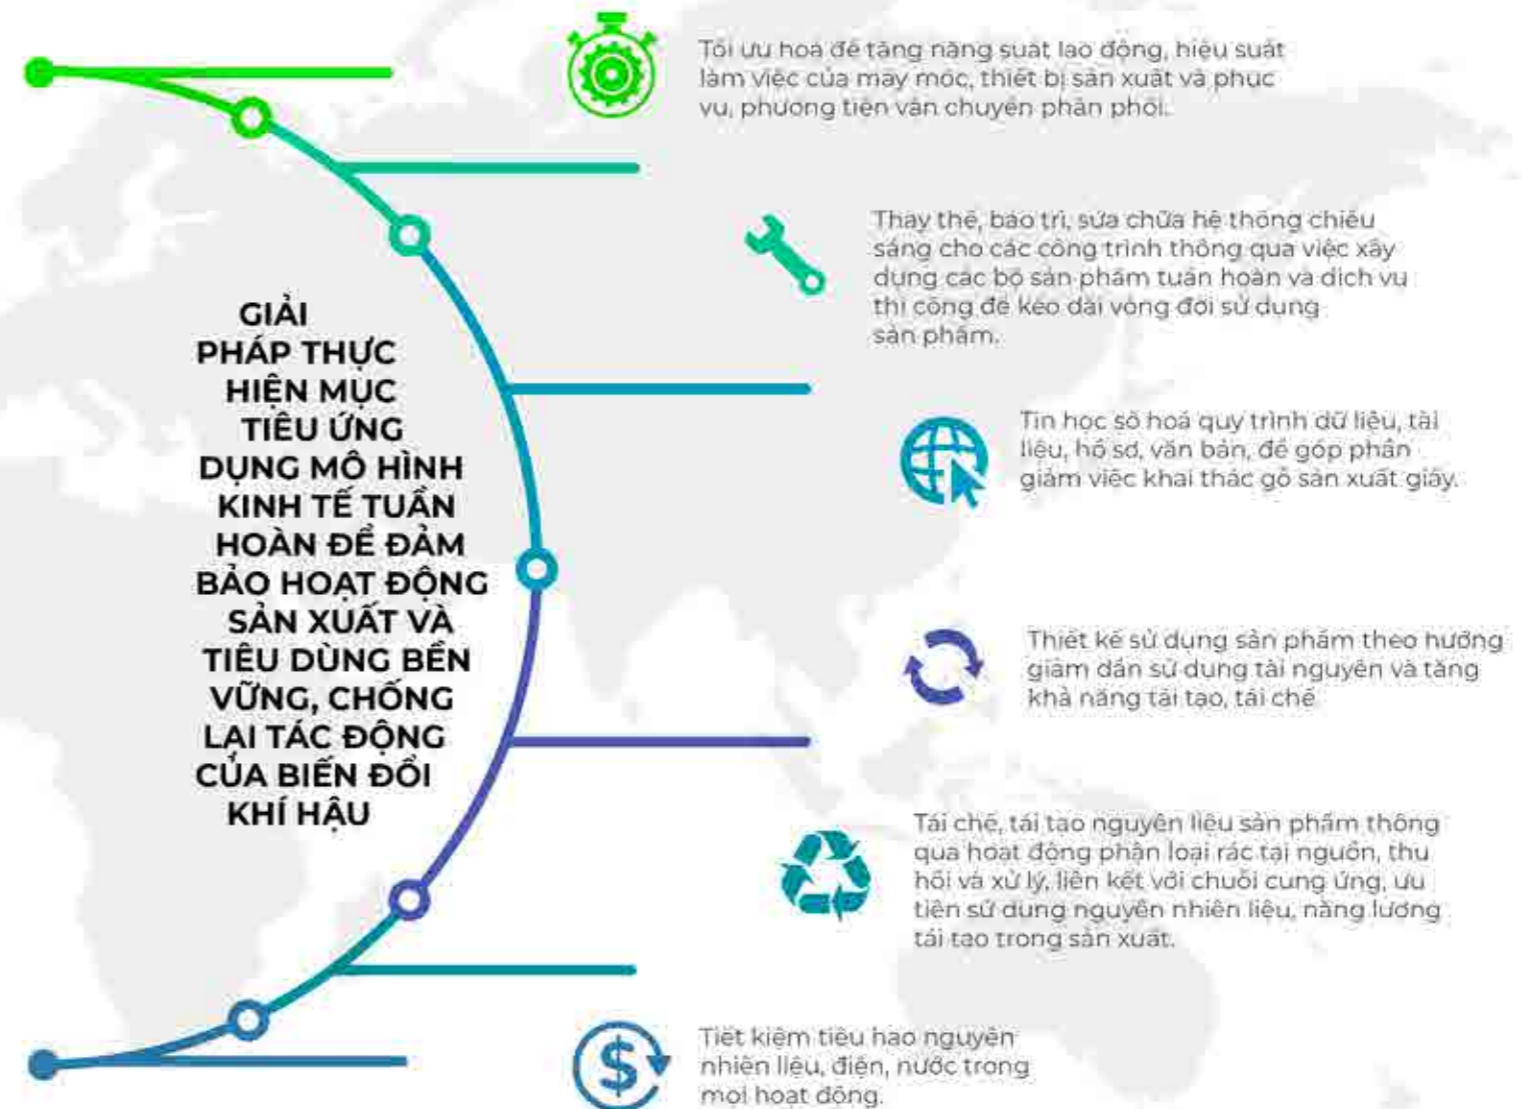 GIẢI
PHÁP THỰC
HIỆN MỤC
TIÊU ỨNG
DỤNG MÔ HÌNH
KINH TẾ TUẦN
HOÀN ĐỂ ĐẢM
BẢO HOẠT ĐỘNG
SẢN XUẤT VÀ
TIÊU DÙNG BỀN
VỮNG, CHỐNG
LẠI TÁC ĐỘNG
CỦA BIẾN ĐỔI
KHÍ HẬU
Tối ưu hoá để tăng năng suất lao động, hiệu suất
làm việc của máy móc, thiết bị sản xuất và phục
vụ, phương tiện vận chuyển phân phối.
Thay thế, bảo trì, sửa chữa hệ thống chiếu
sáng cho các công trình thông qua việc xây
dựng các bộ sản phẩm tuần hoàn và dịch vụ
thi công để kéo dài vòng đời sử dụng
sản phẩm.
Tin học số hoá quy trình dữ liệu, tài
liệu, hồ sơ, văn bản, để góp phần
giảm việc khai thác gỗ sản xuất giấy.
Thiết kế sử dụng sản phẩm theo hướng
giảm dần sử dụng tài nguyên và tăng
khả năng tái tạo, tái chế
Tái chế, tái tạo nguyên liệu sản phẩm thông
qua hoạt động phân loại rác tại nguồn, thu
hồi và xử lý, liên kết với chuỗi cung ứng, ưu
tiên sử dụng nguyên nhiên liệu, năng lượng
tái tạo trong sản xuất.
Tiết kiệm tiêu hao nguyên
nhiên liệu, điện, nước trong
mọi hoạt động.